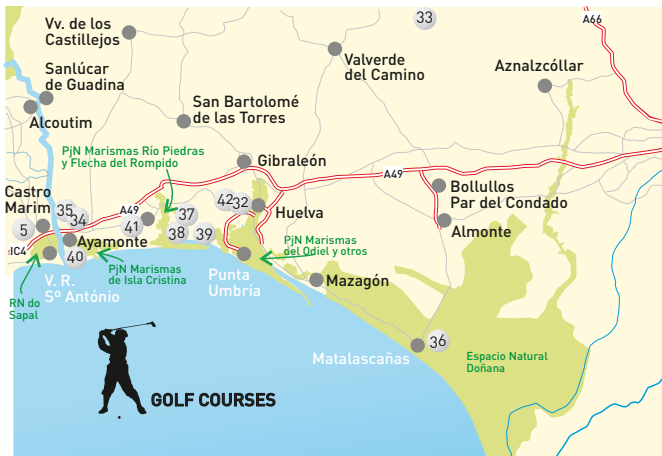 33
A66
Vv. de los
Castillejos
Valverde
del Camino
Aznalzcóllar
Sanlúcar
de Guadina
Alcoutim
San Bartolomé
de las Torres
PjN Marismas Río Piedras
y Flecha del Rompido
Gibraleón
A49
Castro
Marim
Bollullos
Par del Condado
5
35
34
A49
41
37
38
39
42
32
Huelva
Almonte
IC4
Ayamonte
40
PjN Marismas
del Odiel y otros
RN do
Sapal
V. R.
Sº António
PjN Marismas
de Isla Cristina
Punta
Umbría
Mazagón
Matalascañas
36
Espacio Natural
Doñana
GOLF COURSES